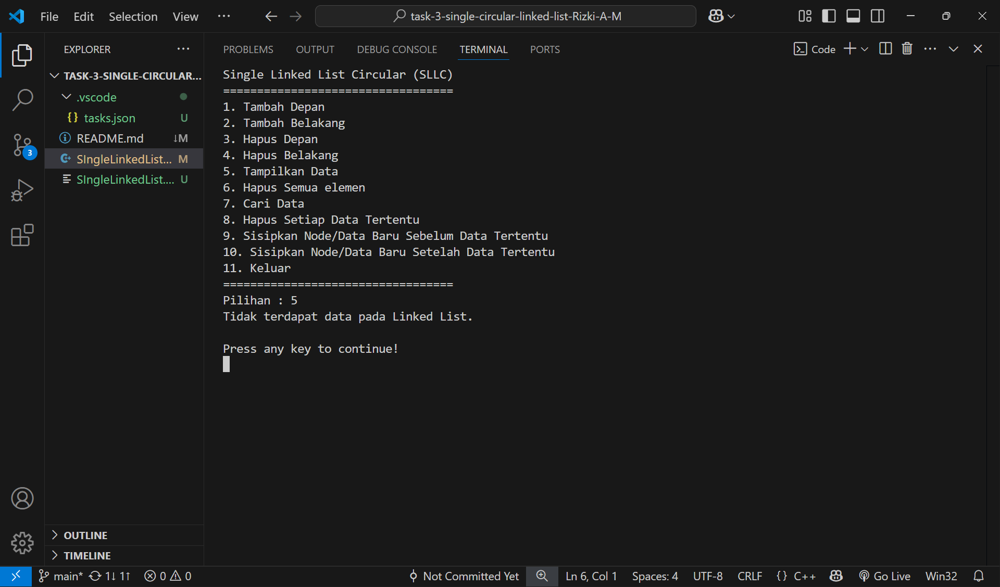 File Edit Selection View ... task-3-single-circular-linked-list-Rizki-A-M
EXPLORER ...
TASK-3-SINGLE-CIRCULAR...
.vscode
{} tasks.json U
README.md ↓M
SIngleLinkedList... M
SIngleLinkedList.... U
OUTLINE
TIMELINE
3
PROBLEMS OUTPUT DEBUG CONSOLE TERMINAL PORTS Code ...
Single Linked List Circular (SLLC)
==================================
1. Tambah Depan
2. Tambah Belakang
3. Hapus Depan
4. Hapus Belakang
5. Tampilkan Data
6. Hapus Semua elemen
7. Cari Data
8. Hapus Setiap Data Tertentu
9. Sisipkan Node/Data Baru Sebelum Data Tertentu
10. Sisipkan Node/Data Baru Setelah Data Tertentu
11. Keluar
==================================
Pilihan : 5
Tidak terdapat data pada Linked List.
Press any key to continue!
main* 1↓ 1↑ 0 0 Not Committed Yet Ln 6, Col 1 Spaces: 4 UTF-8 CRLF {} C++ Go Live Win32